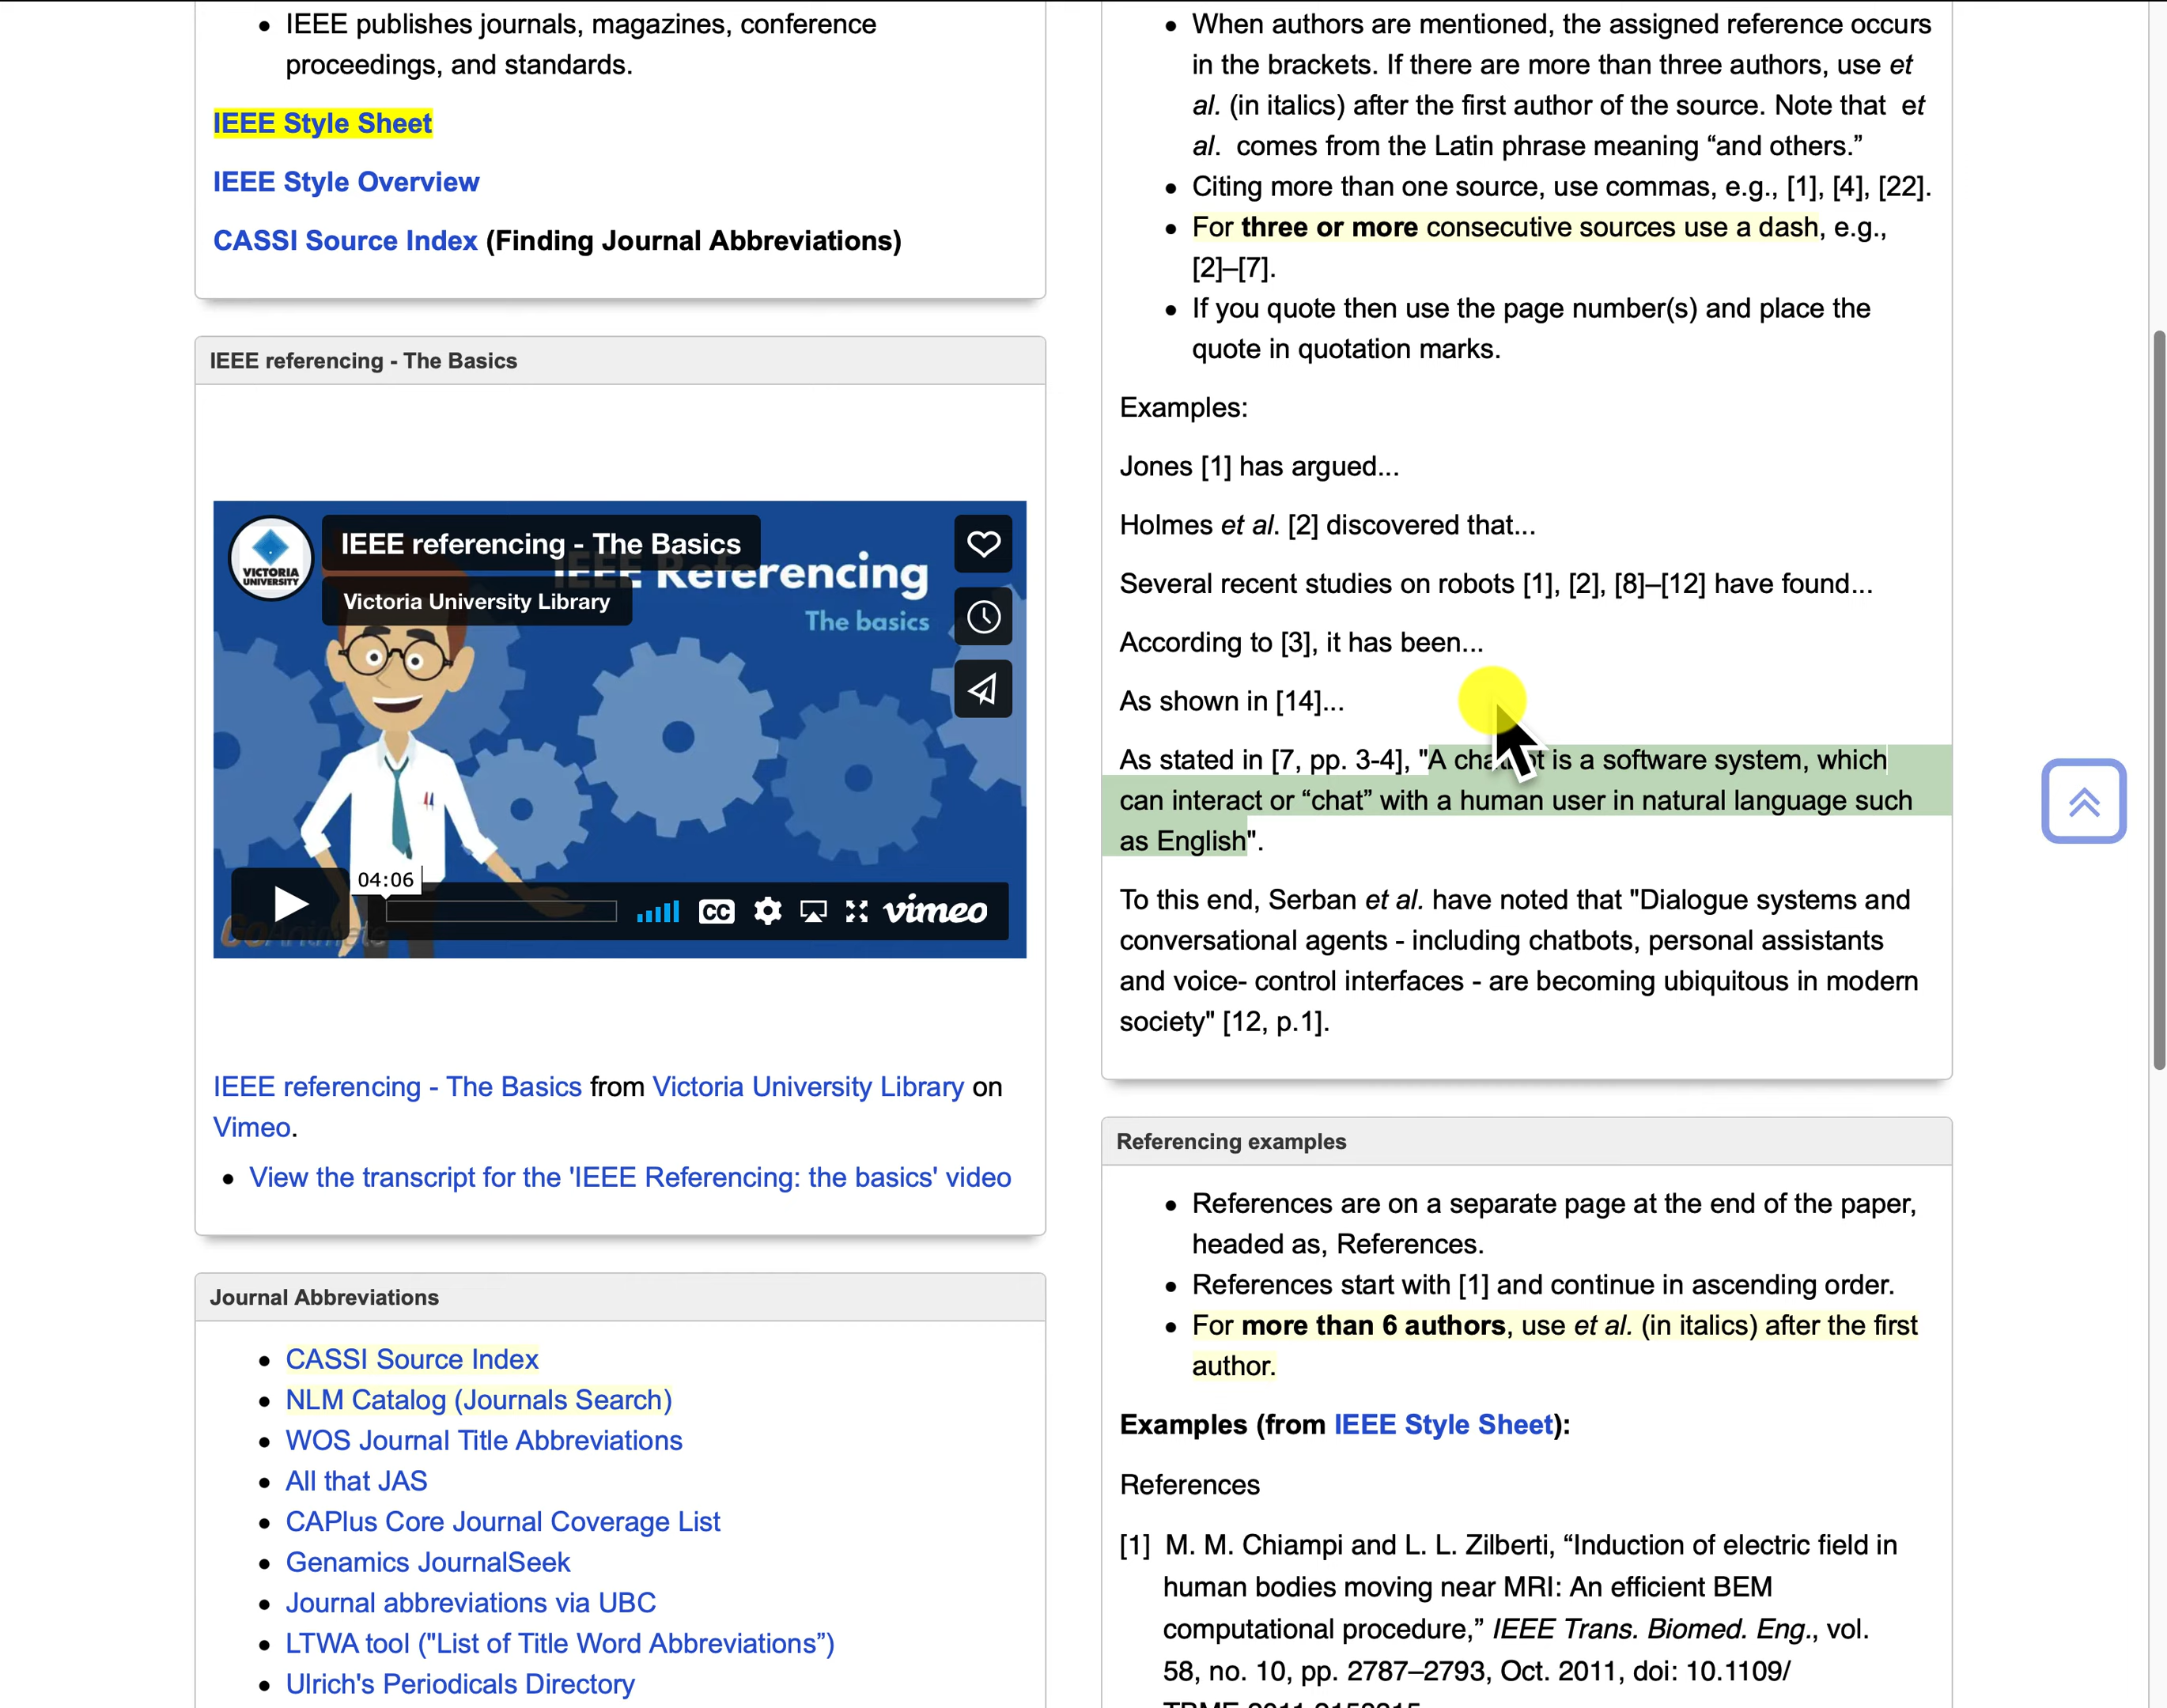 IEEE publishes journals, magazines, conference
proceedings, and standards.
IEEE Style Sheet
IEEE Style Overview
CASSI Source Index (Finding Journal Abbreviations)
IEEE referencing - The Basics
VICTORIA
UNIVERSITY
IEEE referencing - The Basics
Victoria University Library
IEEE Referencing
The basics
04:06
CC
vimeo
GoAnimate
IEEE referencing - The Basics from Victoria University Library on
Vimeo.
View the transcript for the 'IEEE Referencing: the basics' video
Journal Abbreviations
CASSI Source Index
NLM Catalog (Journals Search)
WOS Journal Title Abbreviations
All that JAS
CAPlus Core Journal Coverage List
Genamics JournalSeek
Journal abbreviations via UBC
LTWA tool ("List of Title Word Abbreviations”)
Ulrich's Periodicals Directory
When authors are mentioned, the assigned reference occurs
in the brackets. If there are more than three authors, use et
al. (in italics) after the first author of the source. Note that et
al. comes from the Latin phrase meaning “and others.”
Citing more than one source, use commas, e.g., [1], [4], [22].
For three or more consecutive sources use a dash, e.g.,
[2]–[7].
If you quote then use the page number(s) and place the
quote in quotation marks.
Examples:
Jones [1] has argued...
Holmes et al. [2] discovered that...
Several recent studies on robots [1], [2], [8]–[12] have found...
According to [3], it has been...
As shown in [14]...
As stated in [7, pp. 3-4], "A chatbot is a software system, which
can interact or “chat” with a human user in natural language such
as English".
To this end, Serban et al. have noted that "Dialogue systems and
conversational agents - including chatbots, personal assistants
and voice- control interfaces - are becoming ubiquitous in modern
society" [12, p.1].
Referencing examples
References are on a separate page at the end of the paper,
headed as, References.
References start with [1] and continue in ascending order.
For more than 6 authors, use et al. (in italics) after the first
author.
Examples (from IEEE Style Sheet):
References
[1] M. M. Chiampi and L. L. Zilberti, “Induction of electric field in
human bodies moving near MRI: An efficient BEM
computational procedure,” IEEE Trans. Biomed. Eng., vol.
58, no. 10, pp. 2787–2793, Oct. 2011, doi: 10.1109/